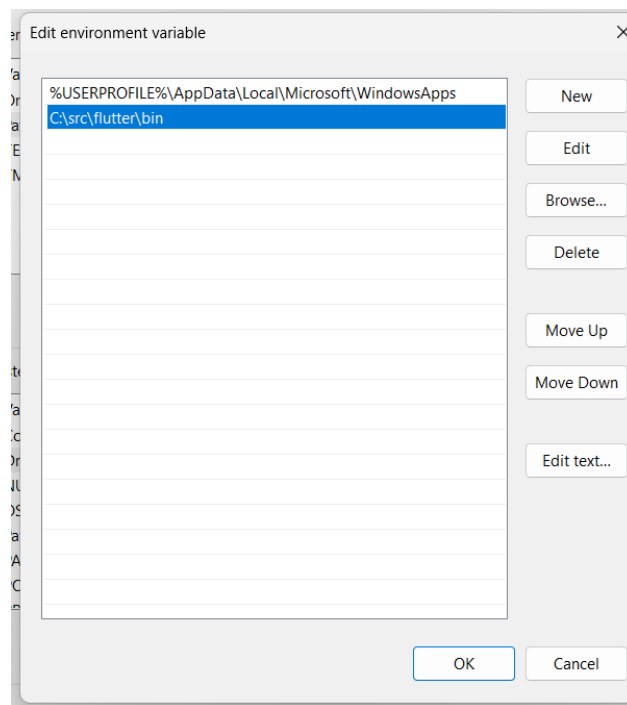 Edit environment variable
%USERPROFILE%\AppData\Local\Microsoft\WindowsApps
C:\src\flutter\bin
New
Edit
Browse...
Delete
Move Up
Move Down
Edit text...
OK
Cancel